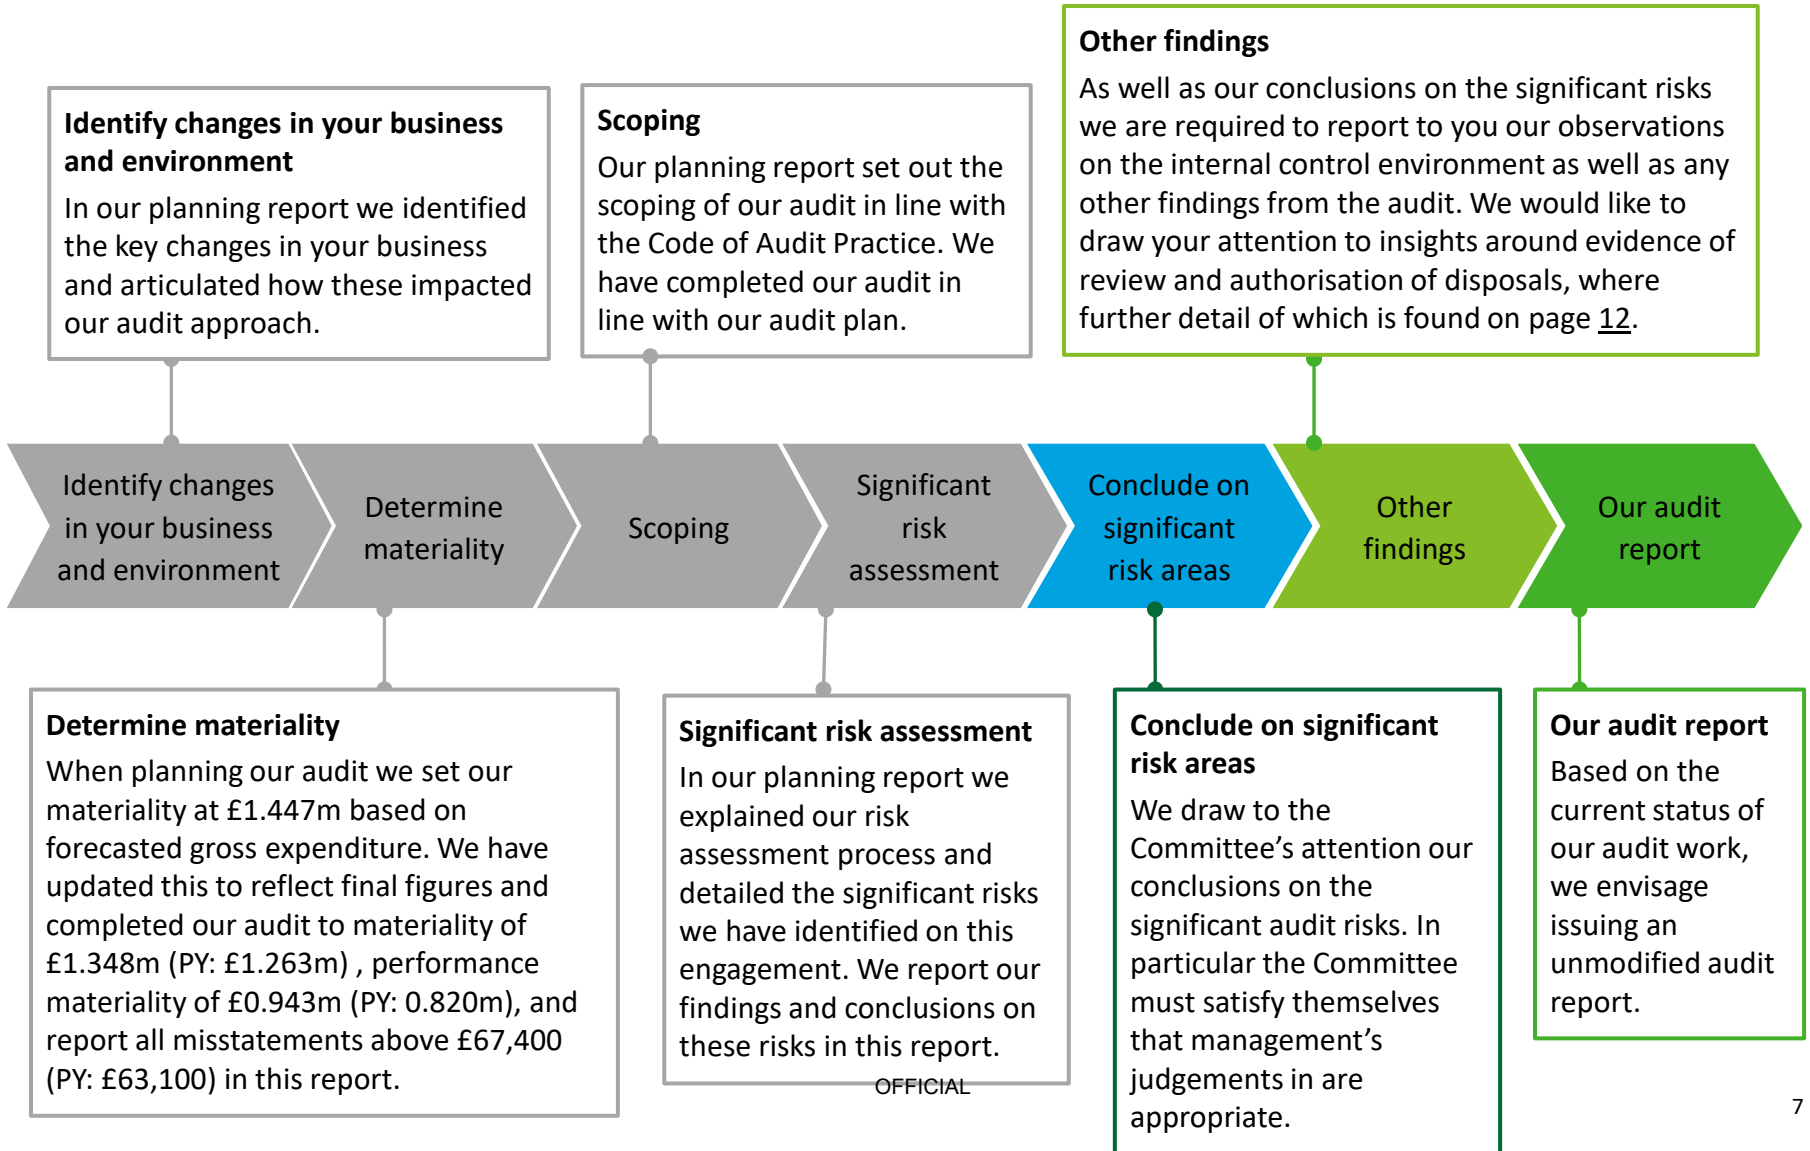 Identify changes in your business
and environment
In our planning report we identified
the key changes in your business
and articulated how these impacted
our audit approach.
Scoping
Our planning report set out the
scoping of our audit in line with
the Code of Audit Practice. We
have completed our audit in
line with our audit plan.
Other findings
As well as our conclusions on the significant risks
we are required to report to you our observations
on the internal control environment as well as any
other findings from the audit. We would like to
draw your attention to insights around evidence of
review and authorisation of disposals, where
further detail of which is found on page 12.
Identify changes
in your business
and environment
Determine
materiality
Scoping
Significant
risk
assessment
Conclude on
significant
risk areas
Other
findings
Our audit
report
Determine materiality
When planning our audit we set our
materiality at £1.447m based on
forecasted gross expenditure. We have
updated this to reflect final figures and
completed our audit to materiality of
£1.348m (PY: £1.263m) , performance
materiality of £0.943m (PY: 0.820m), and
report all misstatements above £67,400
(PY: £63,100) in this report.
Significant risk assessment
In our planning report we
explained our risk
assessment process and
detailed the significant risks
we have identified on this
engagement. We report our
findings and conclusions on
these risks in this report.
Conclude on significant
risk areas
We draw to the
Committee’s attention our
conclusions on the
significant audit risks. In
particular the Committee
must satisfy themselves
that management’s
judgements in are
appropriate.
Our audit report
Based on the
current status of
our audit work,
we envisage
issuing an
unmodified audit
report.
OFFICIAL
7